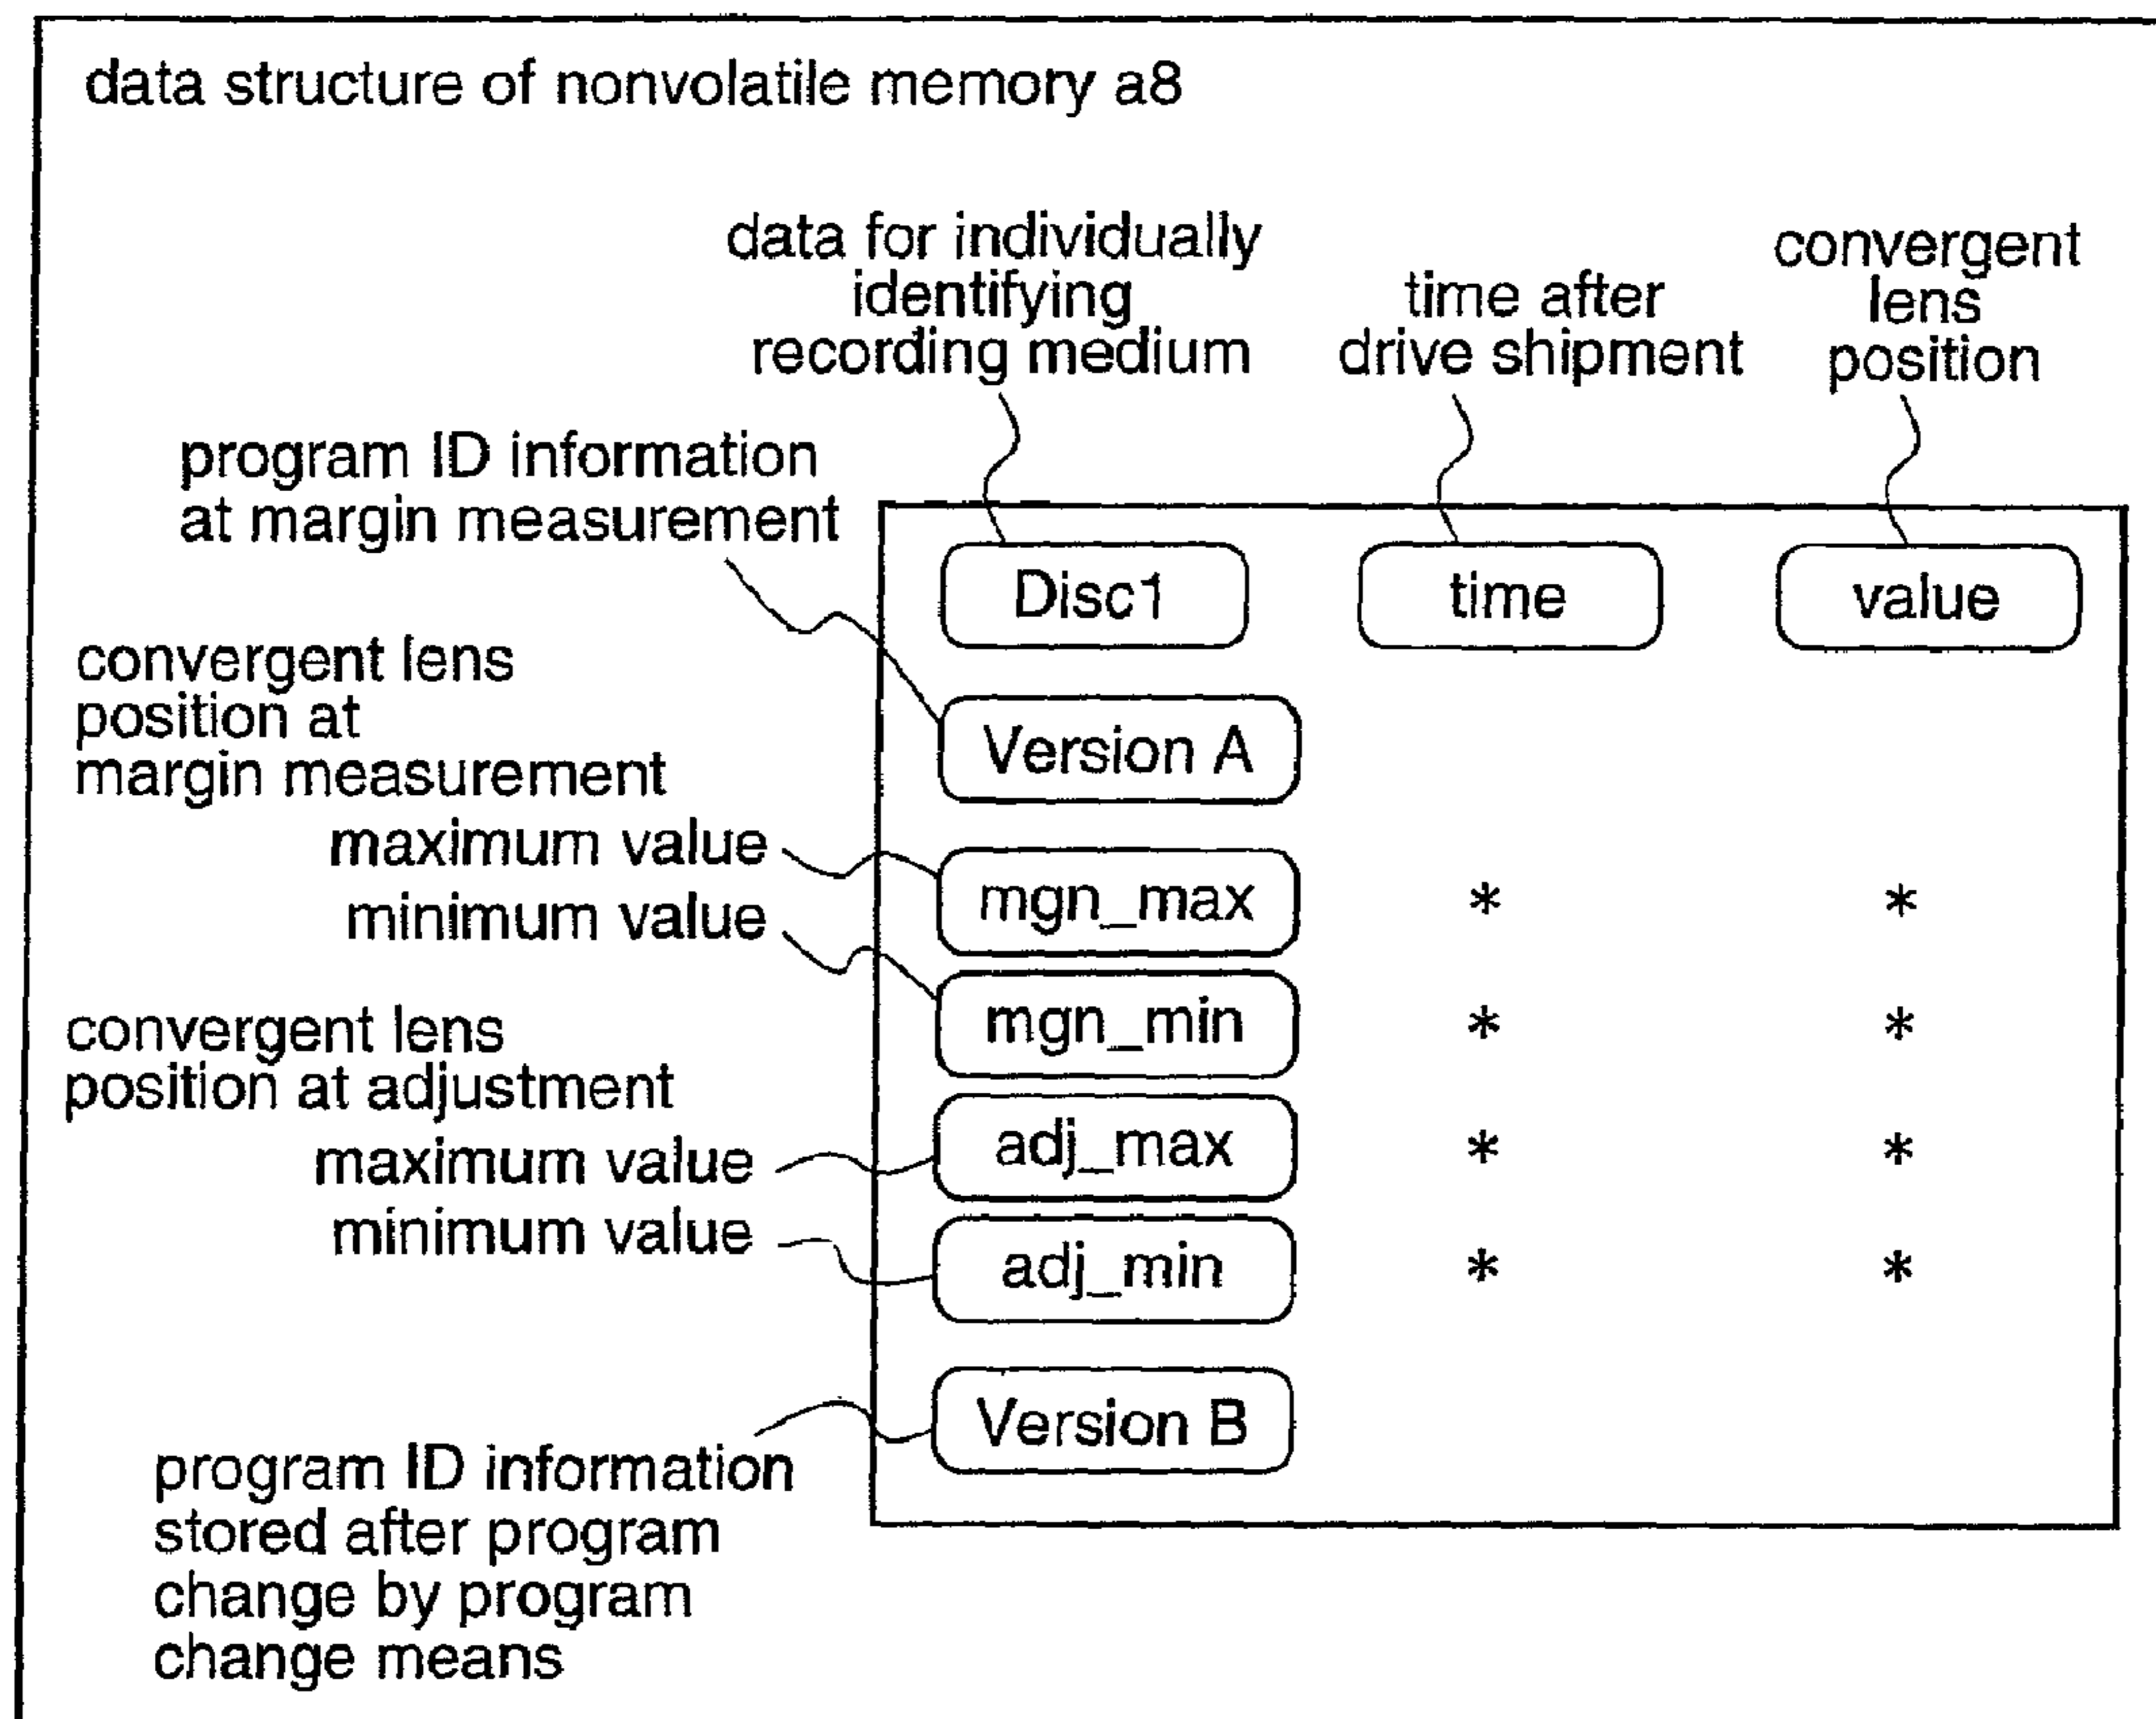 data structure of nonvolatile memory a8
data for individually
identifying
recording medium
time after
drive shipment
convergent
lens
position
program ID information
at margin measurement
Disc1
time
value
convergent lens
position at
margin measurement
Version A
maximum value
mgn_max
*
*
minimum value
mgn_min
*
*
convergent lens
position at adjustment
maximum value
adj_max
*
*
minimum value
adj_min
*
*
Version B
program ID information
stored after program
change by program
change means